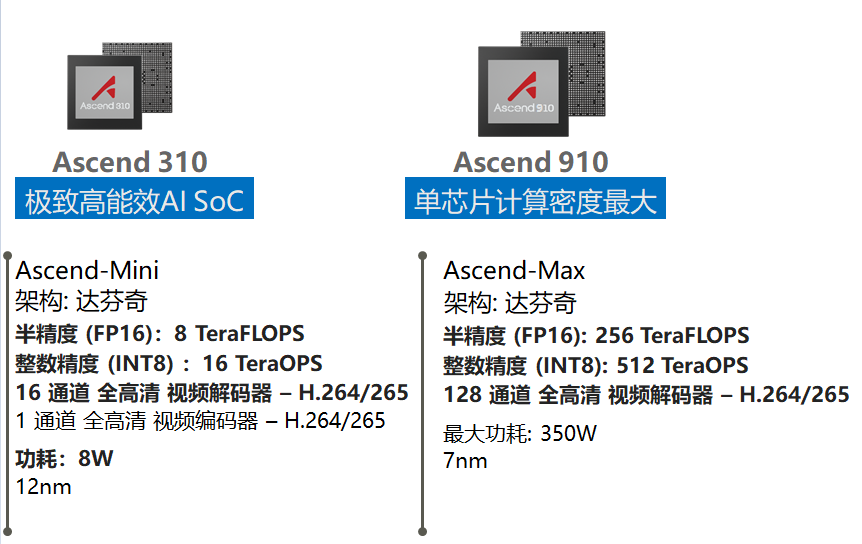 Ascend 310
Ascend 910
Ascend 310
极致高能效AI SoC
Ascend-Mini
架构: 达芬奇
半精度 (FP16)：8 TeraFLOPS
整数精度 (INT8) ：16 TeraOPS
16 通道 全高清 视频解码器 – H.264/265
1 通道 全高清 视频编码器 – H.264/265
功耗：8W
12nm
Ascend 910
单芯片计算密度最大
Ascend-Max
架构: 达芬奇
半精度 (FP16): 256 TeraFLOPS
整数精度 (INT8): 512 TeraOPS
128 通道 全高清 视频解码器 – H.264/265
最大功耗: 350W
7nm